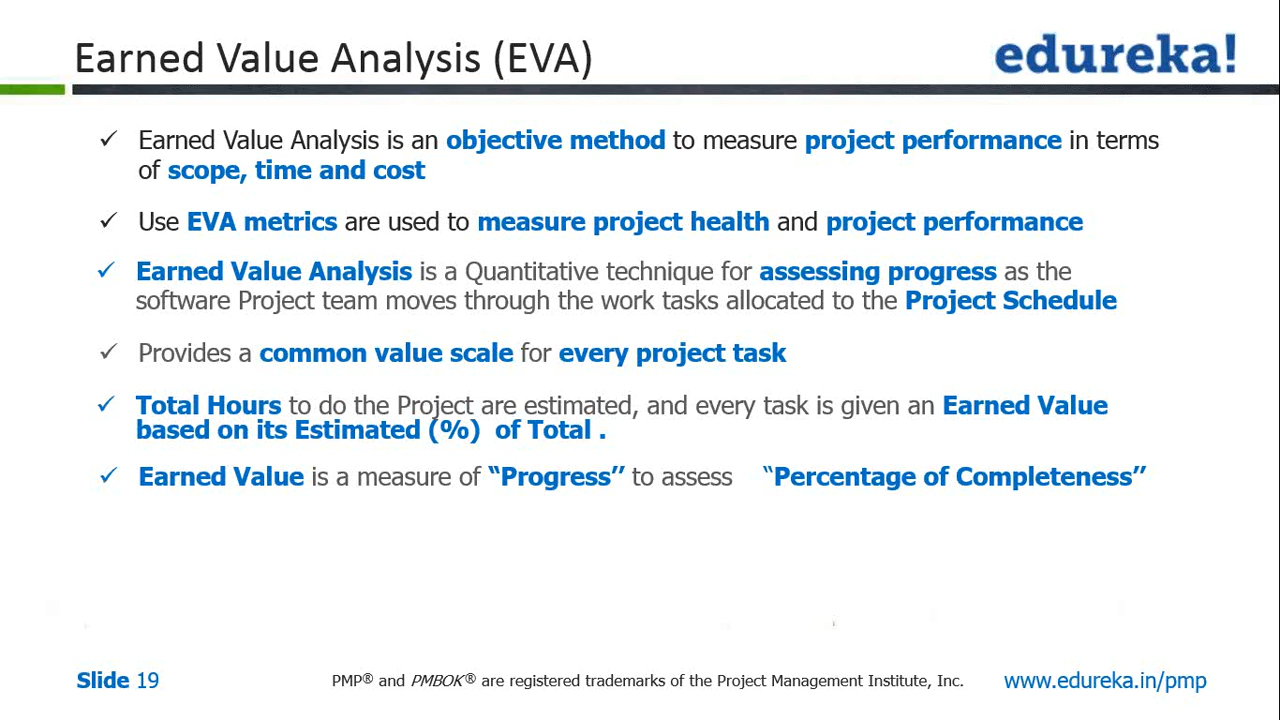 Earned Value Analysis (EVA)
edureka!
✓ Earned Value Analysis is an objective method to measure project performance in terms
of scope, time and cost
✓ Use EVA metrics are used to measure project health and project performance
✓ Earned Value Analysis is a Quantitative technique for assessing progress as the
software Project team moves through the work tasks allocated to the Project Schedule
✓ Provides a common value scale for every project task
✓ Total Hours to do the Project are estimated, and every task is given an Earned Value
based on its Estimated (%) of Total .
✓ Earned Value is a measure of “Progress” to assess “Percentage of Completeness”
Slide 19
PMP® and PMBOK® are registered trademarks of the Project Management Institute, Inc.
www.edureka.in/pmp